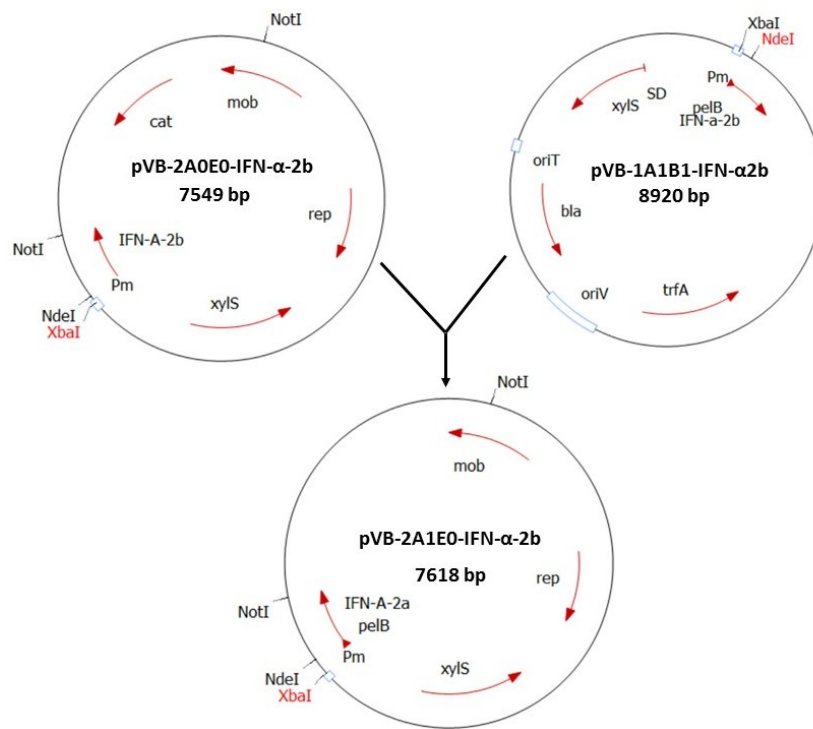 NotI
mob
cat
pVB-2A0E0-IFN-α-2b
7549 bp
rep
NotI
IFN-A-2b
Pm
xylS
NdeI
XbaI
XbaI
NdeI
Pm
SD
xylS
pelB
IFN-a-2b
oriT
pVB-1A1B1-IFN-α2b
8920 bp
bla
oriV
trfA
NotI
mob
pVB-2A1E0-IFN-α-2b
7618 bp
rep
NotI
IFN-A-2a
pelB
Pm
NdeI
XbaI
xylS